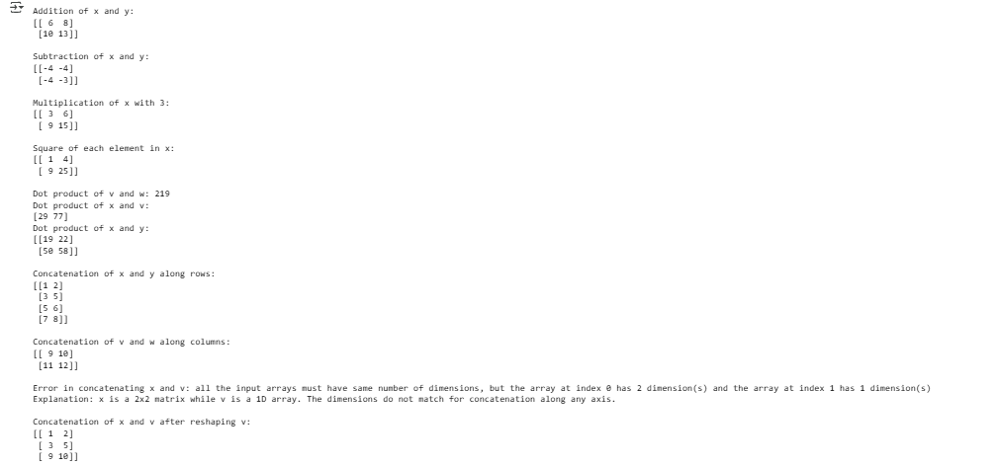 Addition of x and y:
[[ 6  8]
 [10 13]]
Subtraction of x and y:
[[-4 -4]
 [-4 -3]]
Multiplication of x with 3:
[[ 3  6]
 [ 9 15]]
Square of each element in x:
[[ 1  4]
 [ 9 25]]
Dot product of v and w: 219
Dot product of x and v:
[29 77]
Dot product of x and y:
[[19 22]
 [50 58]]
Concatenation of x and y along rows:
[[1 2]
 [3 5]
 [5 6]
 [7 8]]
Concatenation of v and w along columns:
[[ 9 10]
 [11 12]]
Error in concatenating x and v: all the input arrays must have same number of dimensions, but the array at index 0 has 2 dimension(s) and the array at index 1 has 1 dimension(s)
Explanation: x is a 2x2 matrix while v is a 1D array. The dimensions do not match for concatenation along any axis.
Concatenation of x and v after reshaping v:
[[ 1  2]
 [ 3  5]
 [ 9 10]]